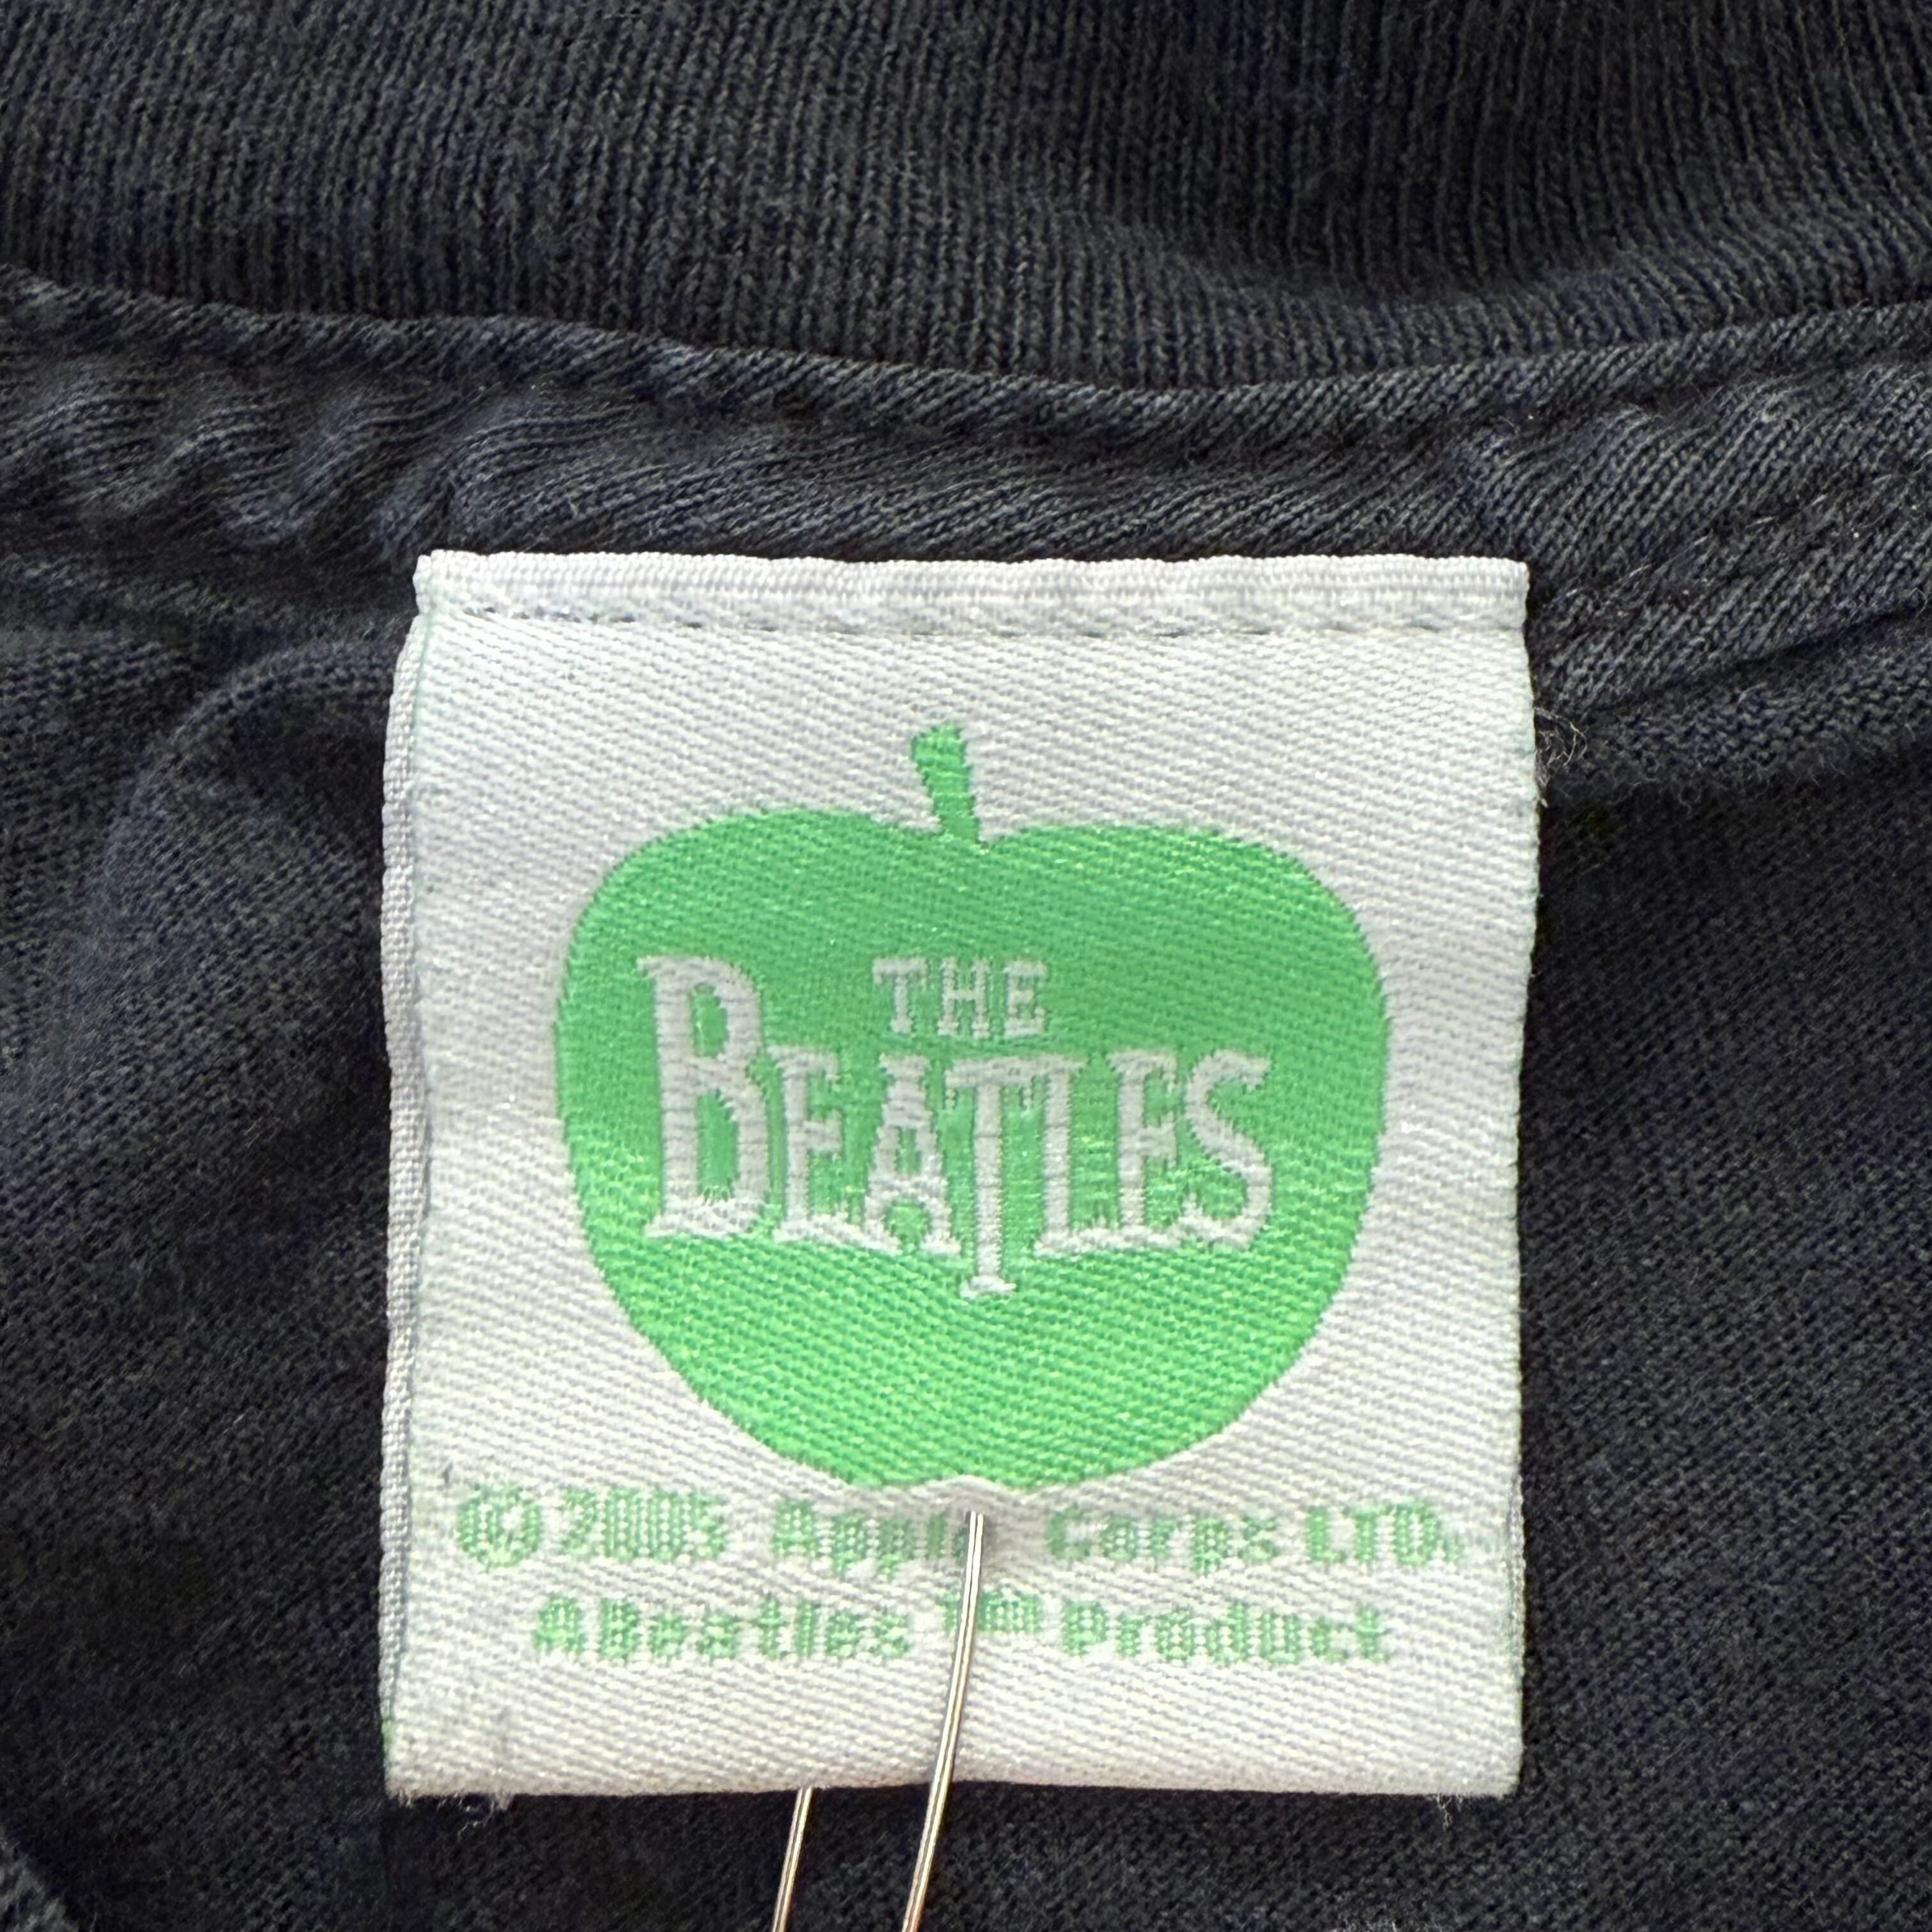 THE
BEATLES
© 2005 Apple Corps LTD.
A Beatles ™ Product